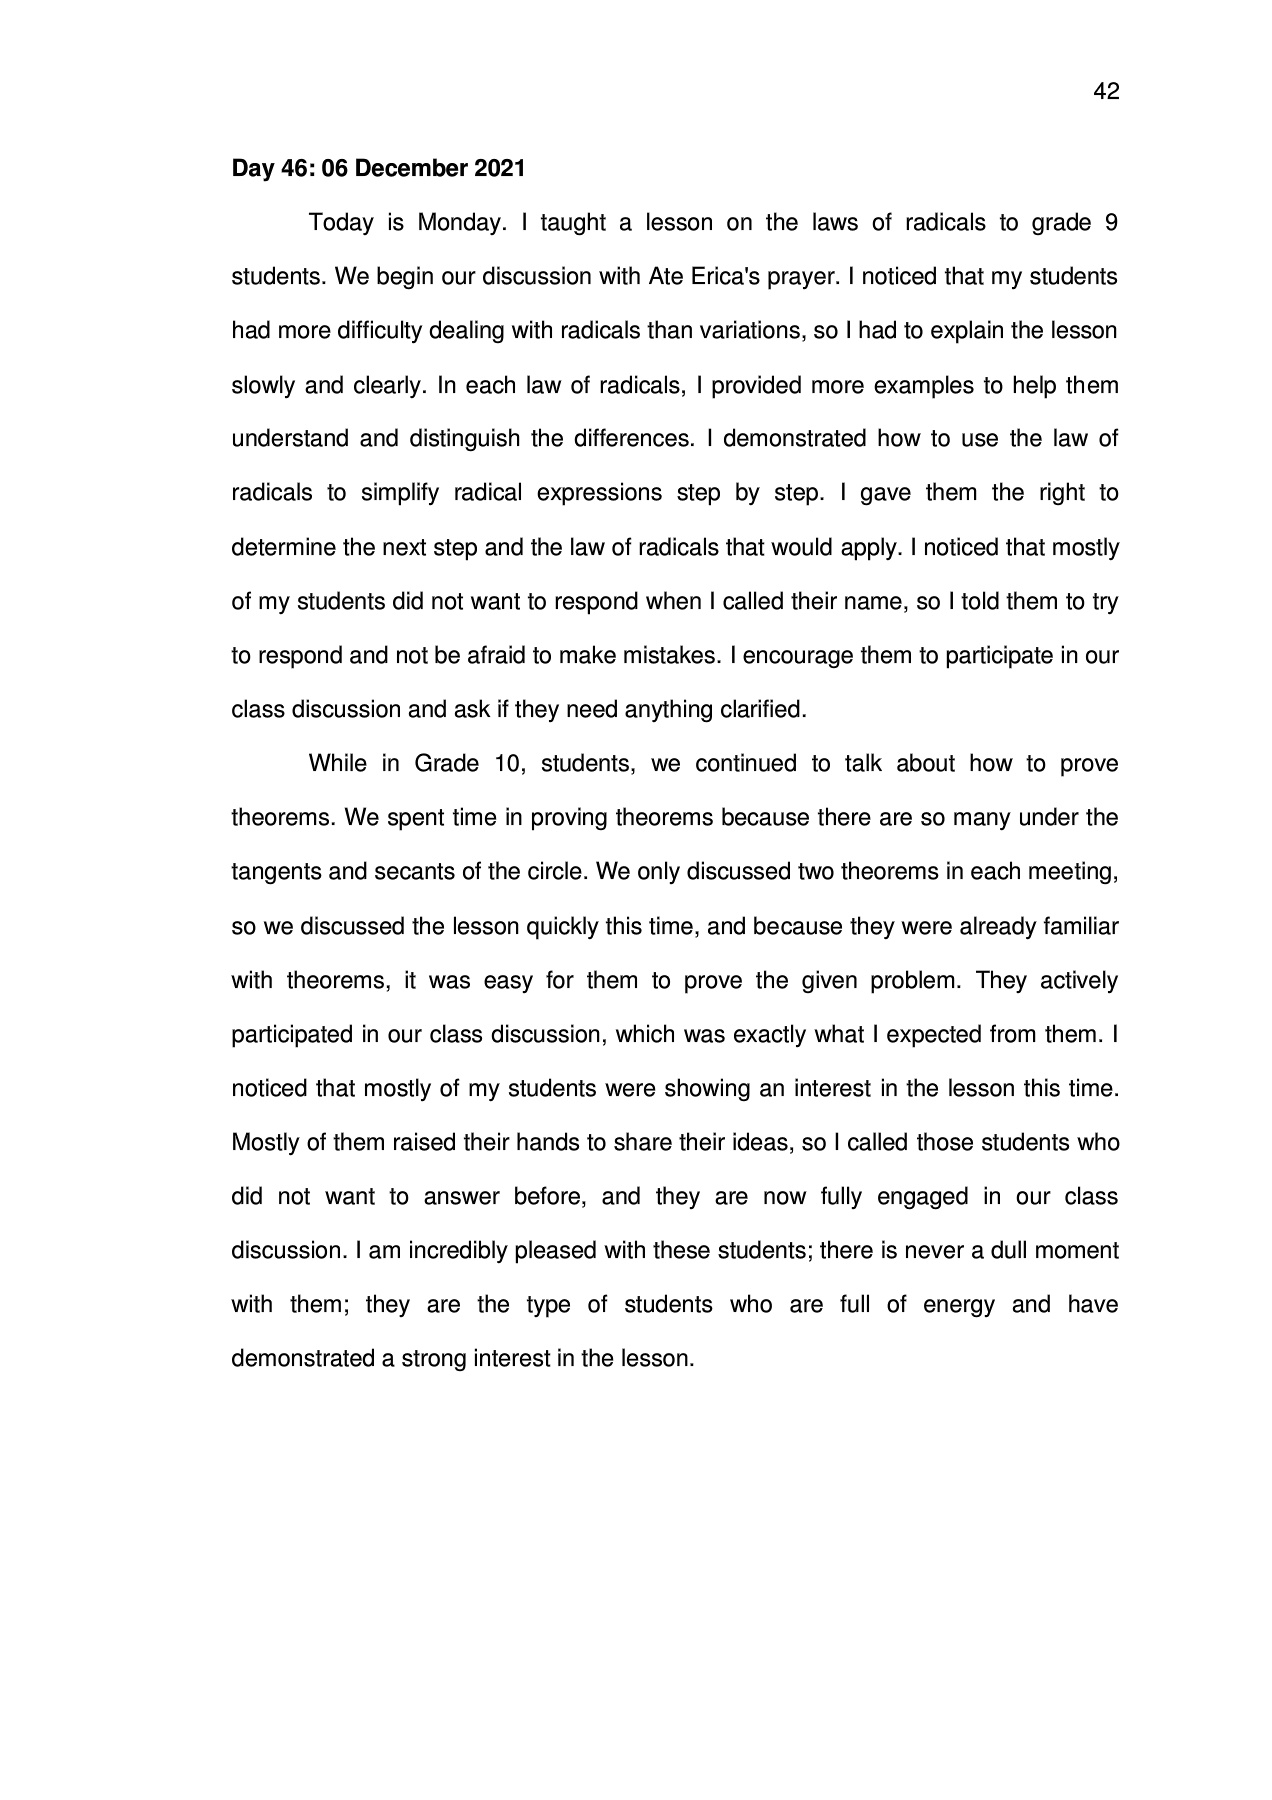 42
Day 46: 06 December 2021
Today is Monday. I taught a lesson on the laws of radicals to grade 9
students. We begin our discussion with Ate Erica's prayer. I noticed that my students
had more difficulty dealing with radicals than variations, so I had to explain the lesson
slowly and clearly. In each law of radicals, I provided more examples to help them
understand and distinguish the differences. I demonstrated how to use the law of
radicals to simplify radical expressions step by step. I gave them the right to
determine the next step and the law of radicals that would apply. I noticed that mostly
of my students did not want to respond when I called their name, so I told them to try
to respond and not be afraid to make mistakes. I encourage them to participate in our
class discussion and ask if they need anything clarified.
While in Grade 10, students, we continued to talk about how to prove
theorems. We spent time in proving theorems because there are so many under the
tangents and secants of the circle. We only discussed two theorems in each meeting,
so we discussed the lesson quickly this time, and because they were already familiar
with theorems, it was easy for them to prove the given problem. They actively
participated in our class discussion, which was exactly what I expected from them. I
noticed that mostly of my students were showing an interest in the lesson this time.
Mostly of them raised their hands to share their ideas, so I called those students who
did not want to answer before, and they are now fully engaged in our class
discussion. I am incredibly pleased with these students; there is never a dull moment
with them; they are the type of students who are full of energy and have
demonstrated a strong interest in the lesson.